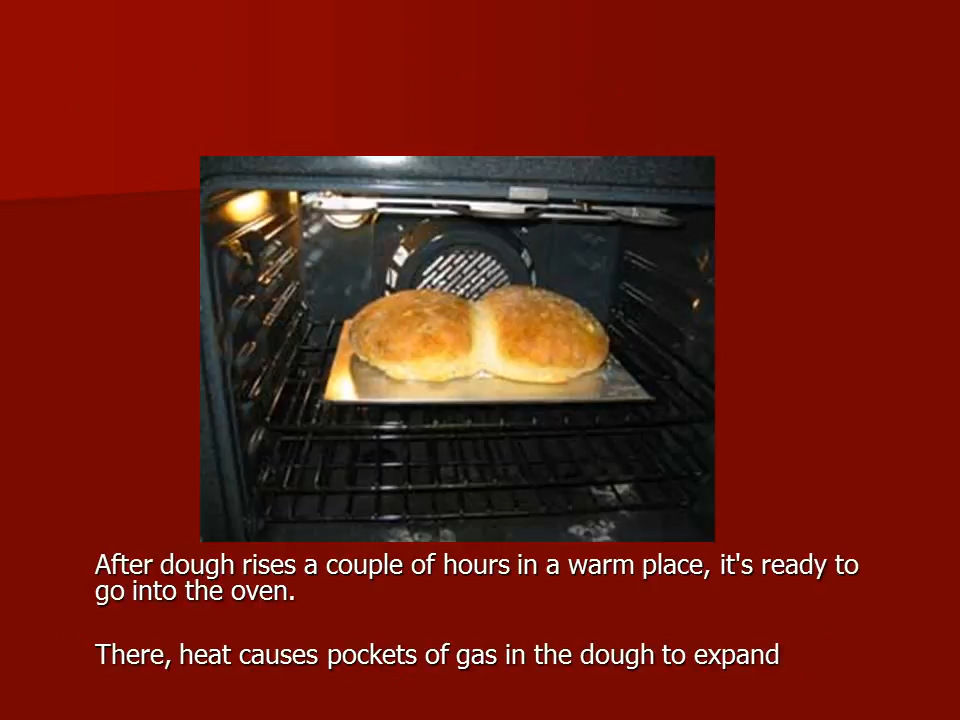 After dough rises a couple of hours in a warm place, it's ready to
go into the oven.
There, heat causes pockets of gas in the dough to expand